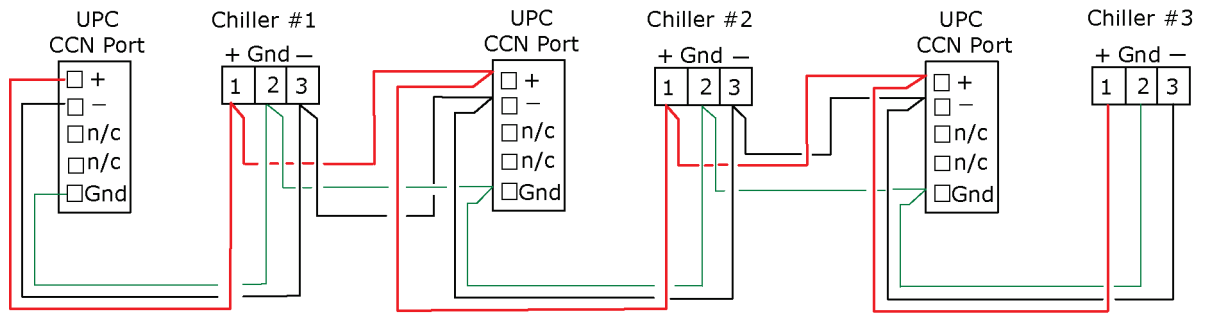 UPC
CCN Port
+
−
n/c
n/c
Gnd
Chiller #1
+ Gnd −
1 2 3
UPC
CCN Port
+
−
n/c
n/c
Gnd
Chiller #2
+ Gnd −
1 2 3
UPC
CCN Port
+
−
n/c
n/c
Gnd
Chiller #3
+ Gnd −
1 2 3